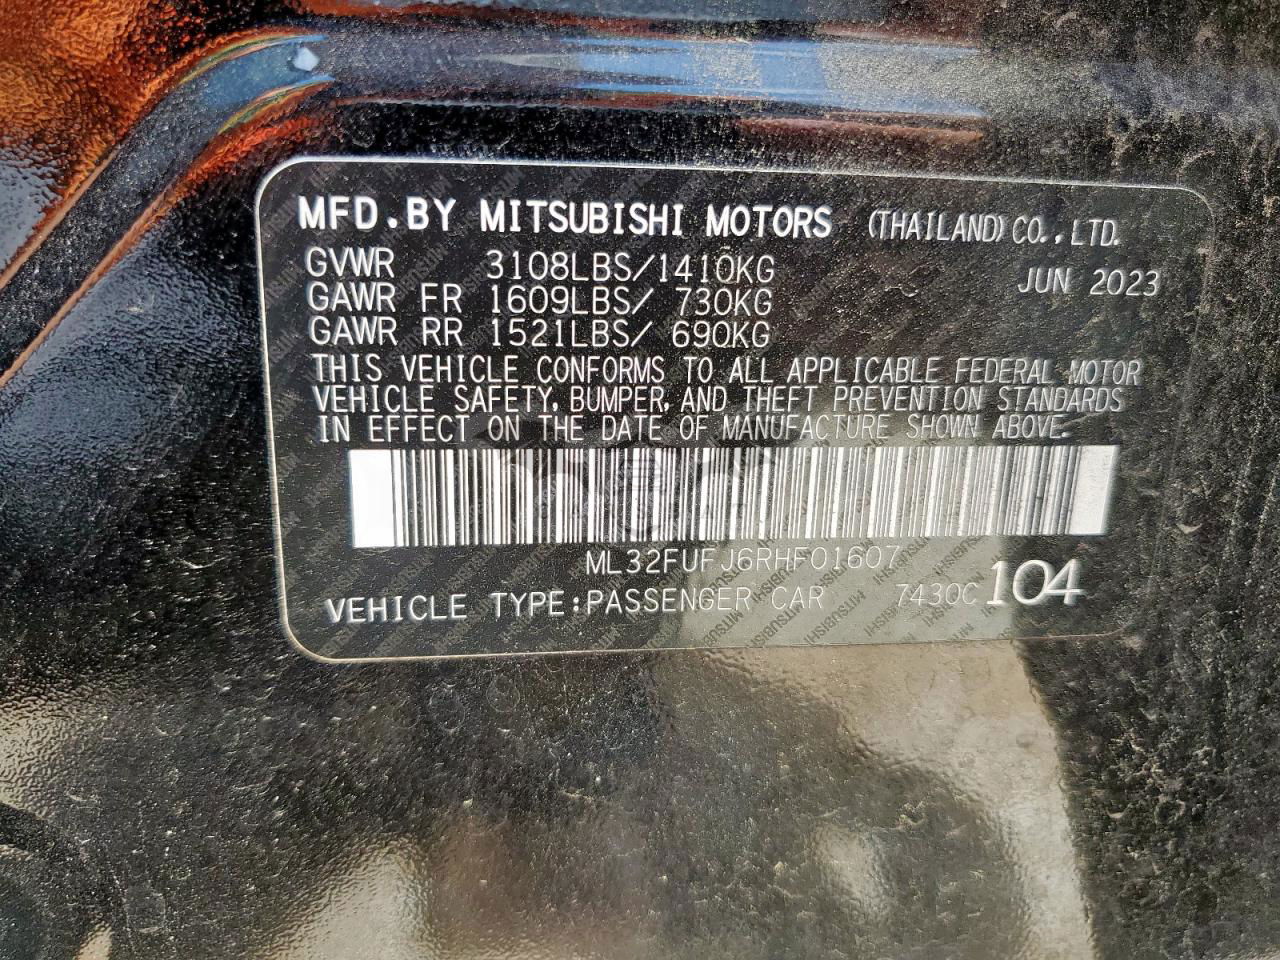 MFD.BY MITSUBISHI MOTORS (THAILAND) CO.,LTD.
GVWR 3108LBS/1410KG JUN 2023
GAWR FR 1609LBS/ 730KG
GAWR RR 1521LBS/ 690KG
THIS VEHICLE CONFORMS TO ALL APPLICABLE FEDERAL MOTOR
VEHICLE SAFETY, BUMPER, AND THEFT PREVENTION STANDARDS
IN EFFECT ON THE DATE OF MANUFACTURE SHOWN ABOVE.
ML32FUFJ6RHF01607
VEHICLE TYPE:PASSENGER CAR 7430C 104